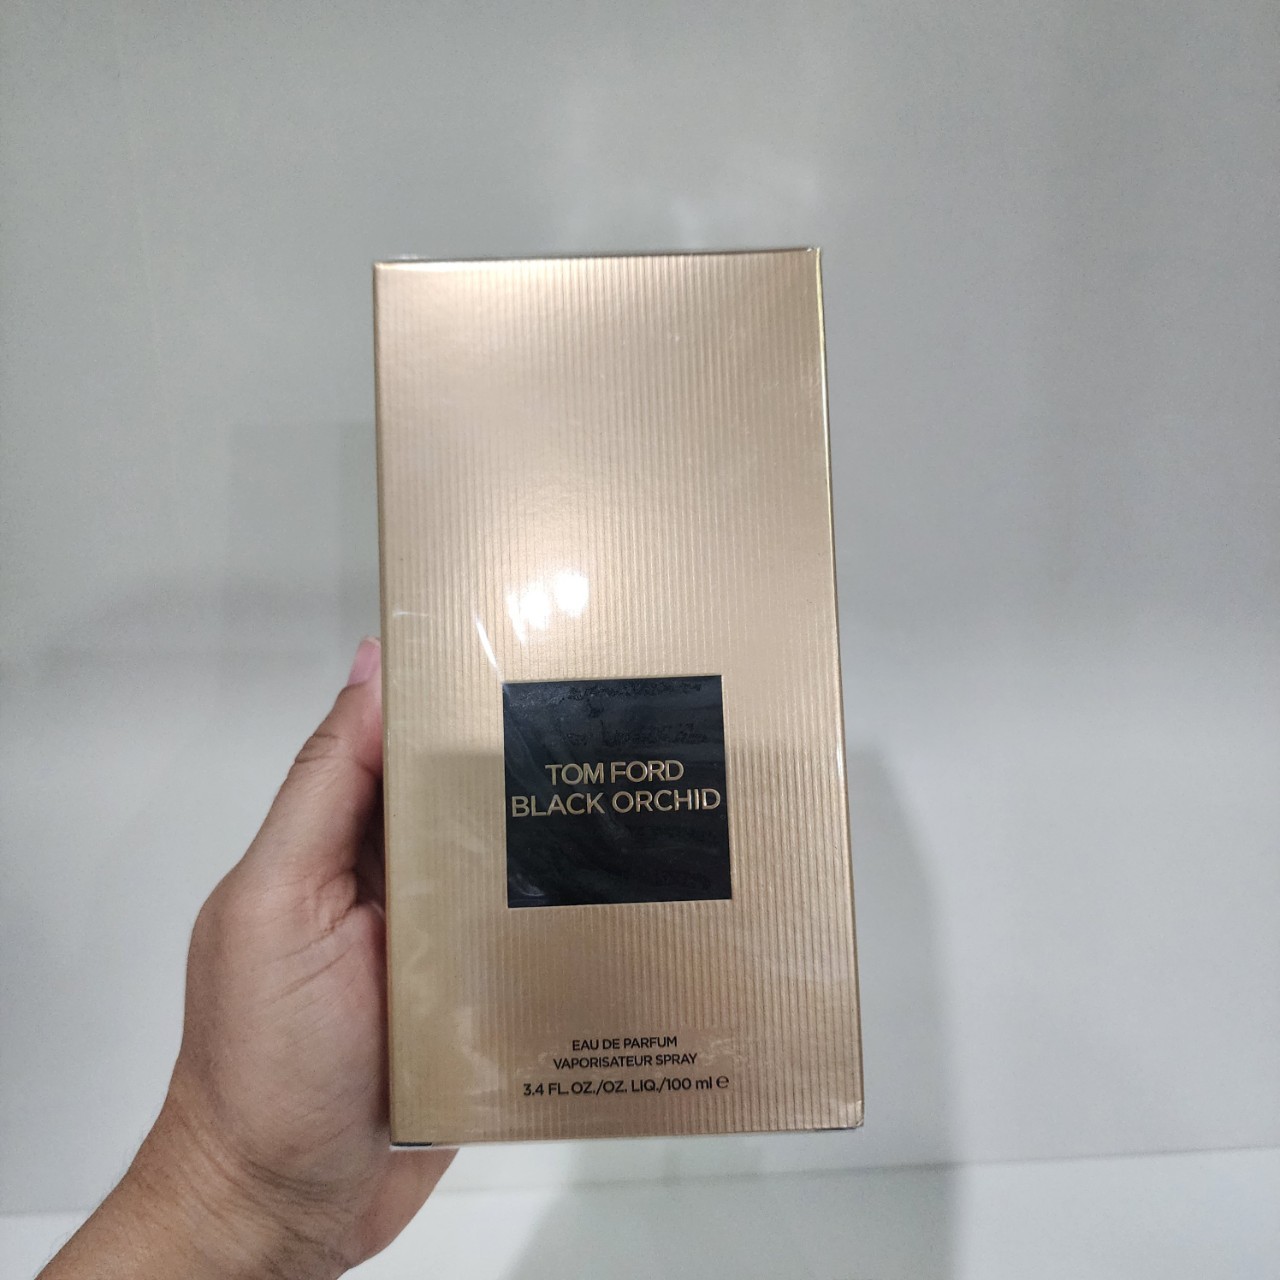 TOM FORD
BLACK ORCHID
EAU DE PARFUM
VAPORISATEUR SPRAY
3.4 FL. OZ./OZ. LIQ./100 ml ℮